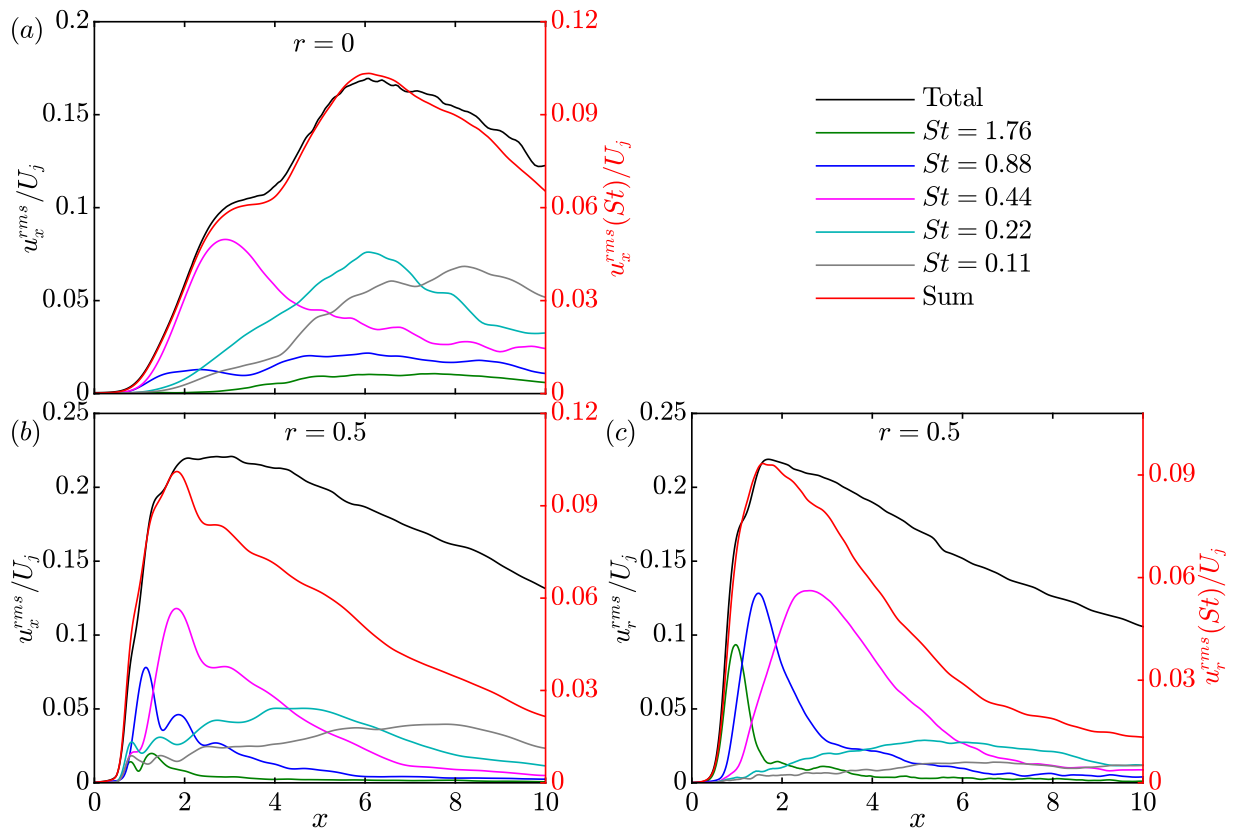 (a)
r = 0
0.2
0.15
0.1
0.05
0
u_x^{rms}/U_j
0.12
0.09
0.06
0.03
0
u_x^{rms}(St)/U_j
Total
St = 1.76
St = 0.88
St = 0.44
St = 0.22
St = 0.11
Sum
(b)
r = 0.5
0.25
0.2
0.15
0.1
0.05
0
u_x^{rms}/U_j
0.12
0.09
0.06
0.03
0
0 2 4 6 8 10
x
(c)
r = 0.5
0.25
0.2
0.15
0.1
0.05
0
u_r^{rms}/U_j
0.09
0.06
0.03
0
u_r^{rms}(St)/U_j
0 2 4 6 8 10
x